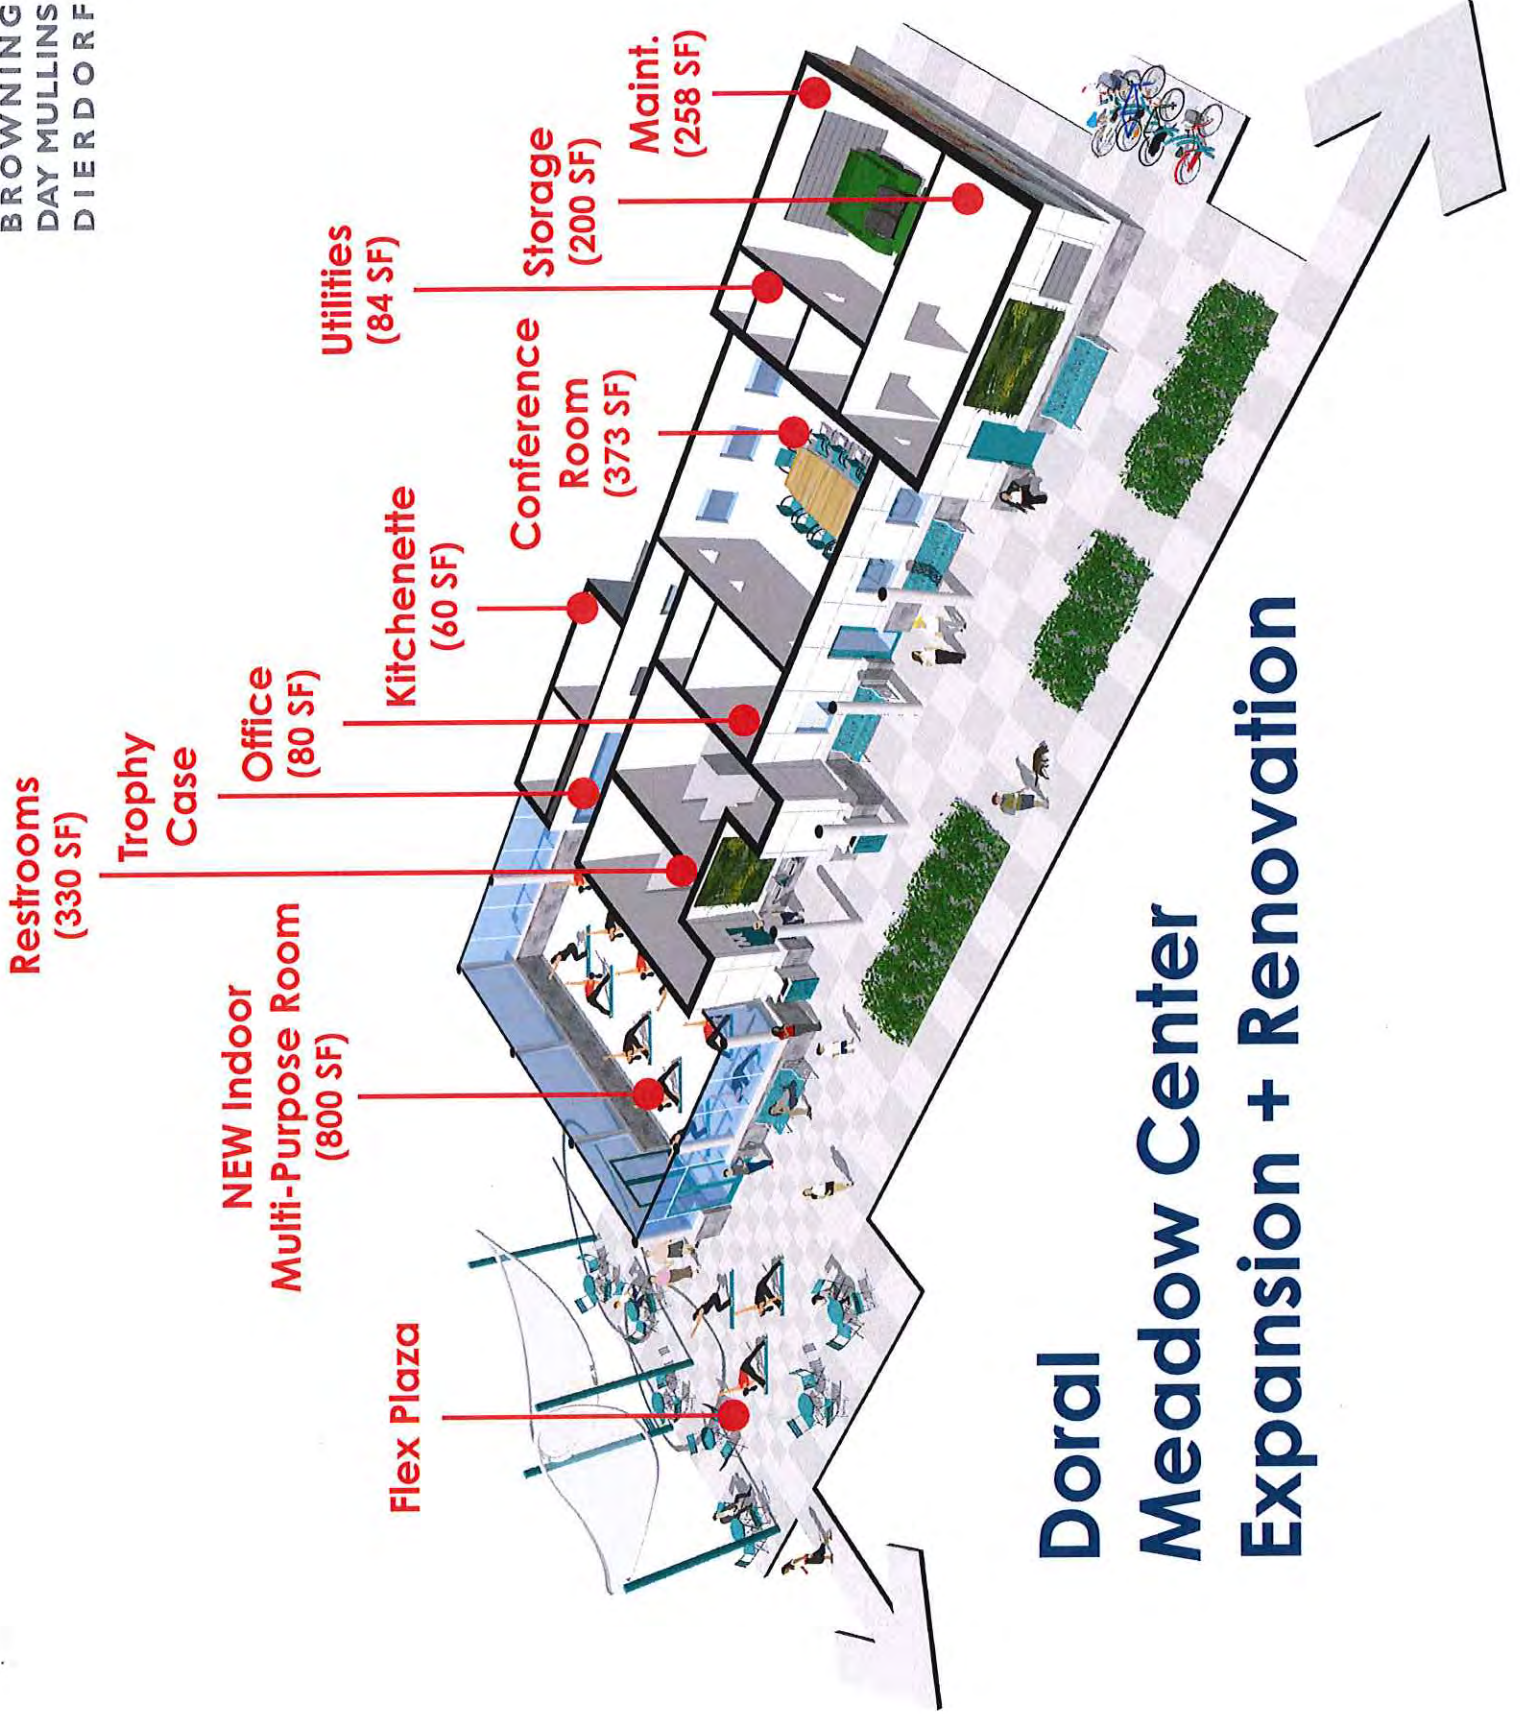 BROWNING
DAY MULLINS
DIERDORF
Restrooms
(330 SF)
Trophy
Case
Office
(80 SF)
Kitchenette
(60 SF)
Utilities
(84 SF)
Conference
Room
(373 SF)
Storage
(200 SF)
Maint.
(258 SF)
NEW Indoor
Multi-Purpose Room
(800 SF)
Flex Plaza
Doral
Meadow Center
Expansion + Renovation